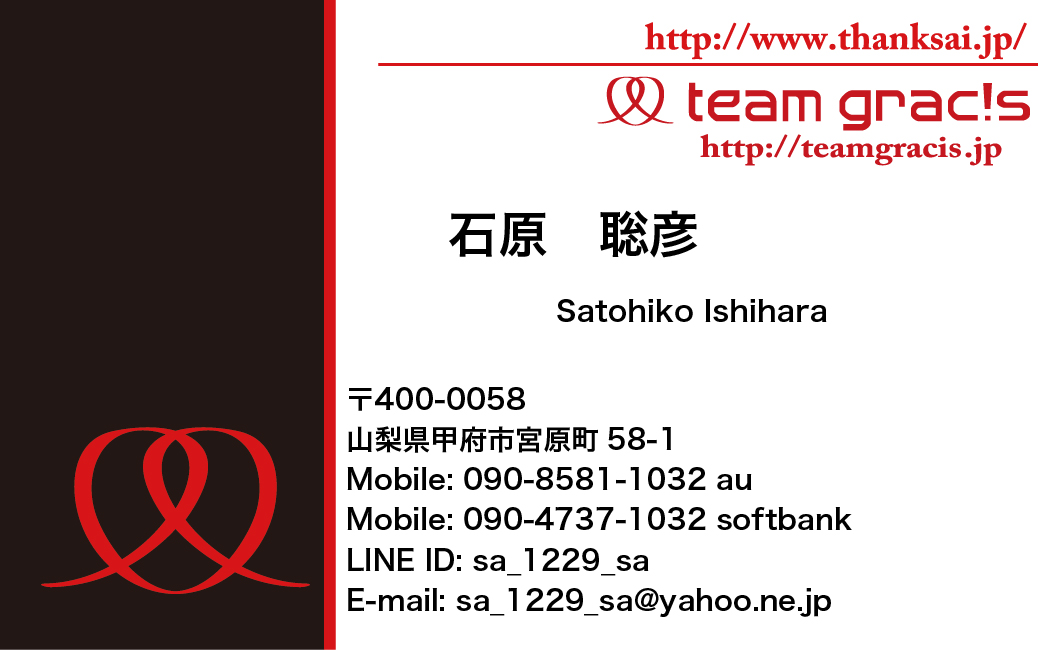 http://www.thanksai.jp/
team grac!s
http://teamgracis.jp
石原　聡彦
Satohiko Ishihara
〒400-0058
山梨県甲府市宮原町 58-1
Mobile: 090-8581-1032 au
Mobile: 090-4737-1032 softbank
LINE ID: sa_1229_sa
E-mail: sa_1229_sa@yahoo.ne.jp